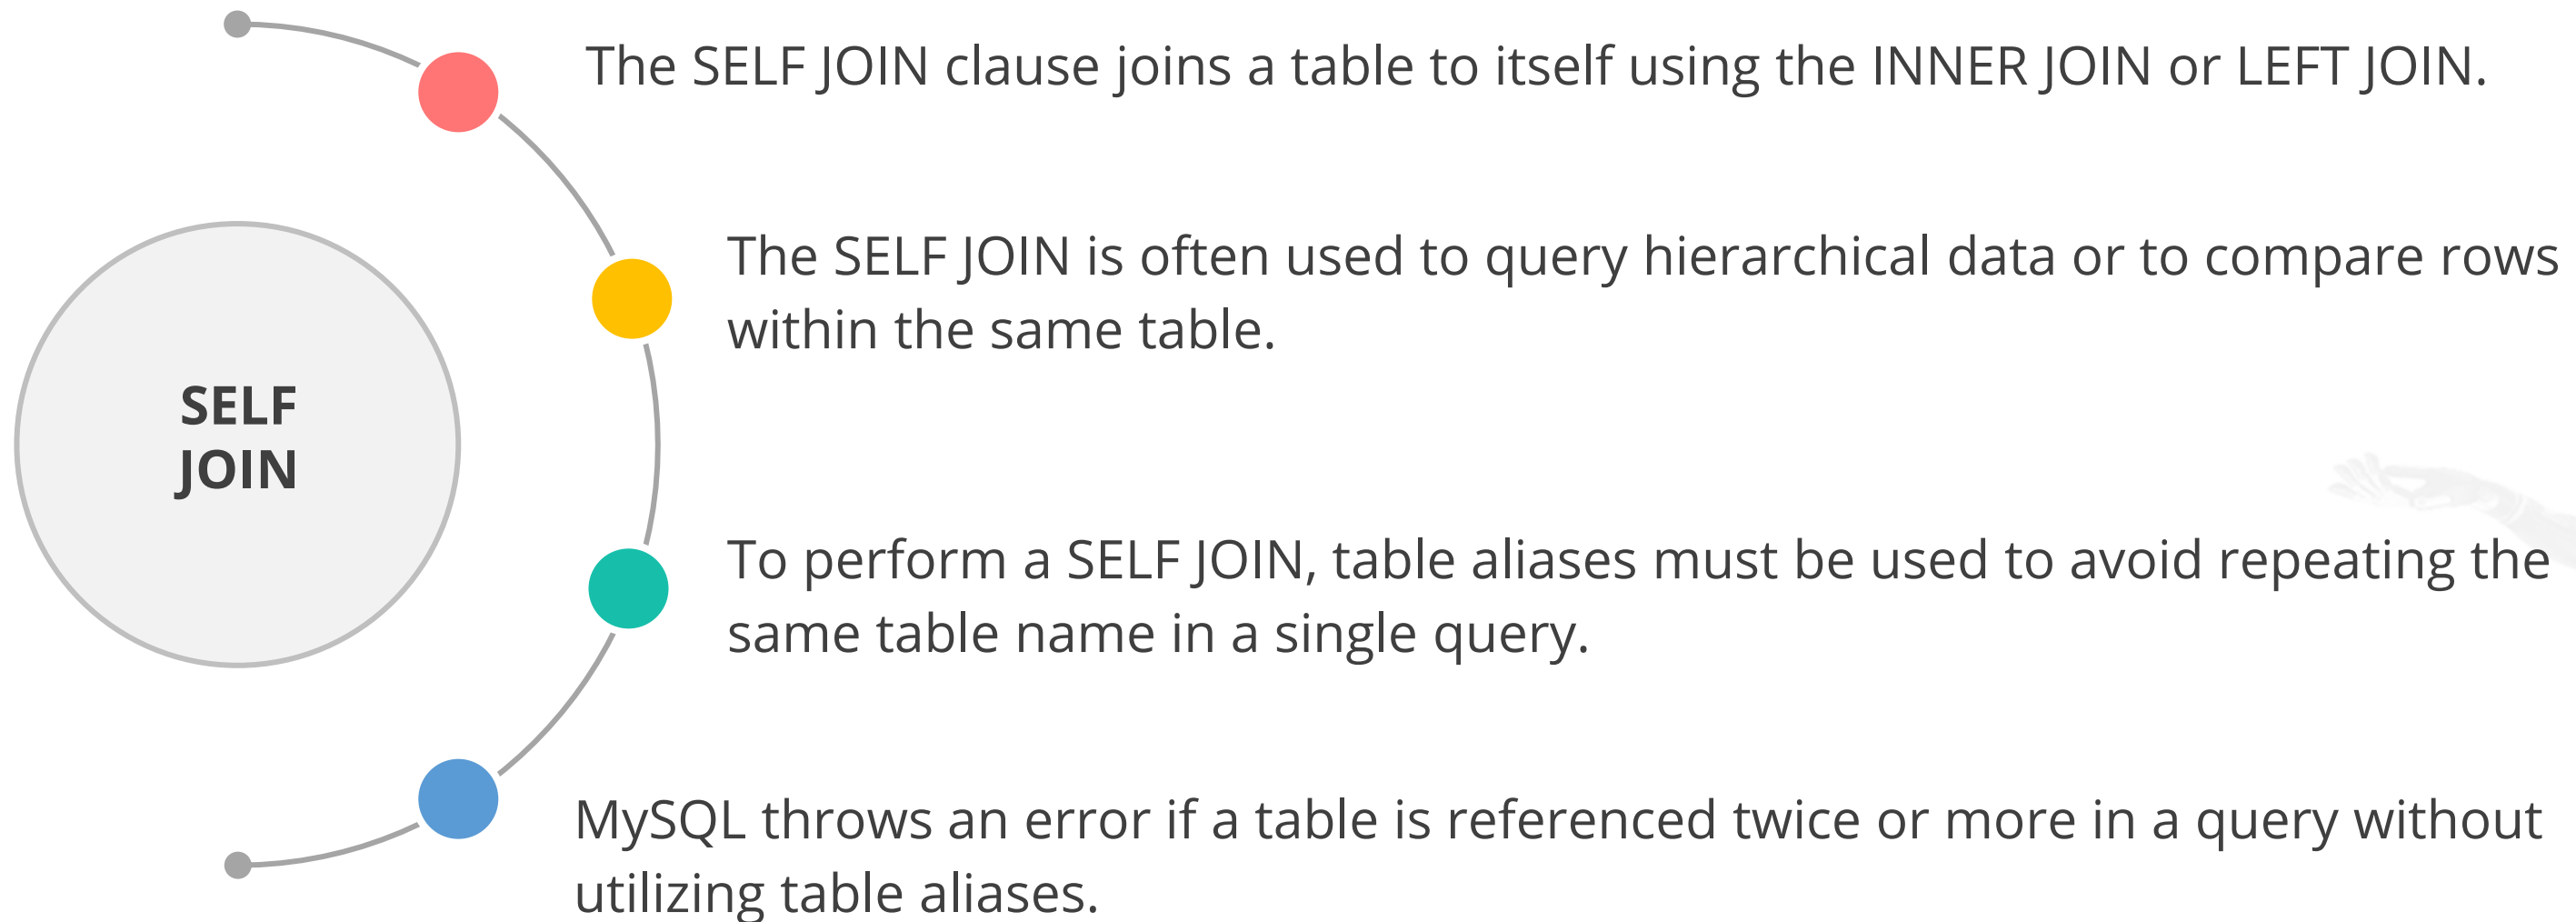 The SELF JOIN clause joins a table to itself using the INNER JOIN or LEFT JOIN.
The SELF JOIN is often used to query hierarchical data or to compare rows
within the same table.
SELF
JOIN
To perform a SELF JOIN, table aliases must be used to avoid repeating the
same table name in a single query.
MySQL throws an error if a table is referenced twice or more in a query without
utilizing table aliases.